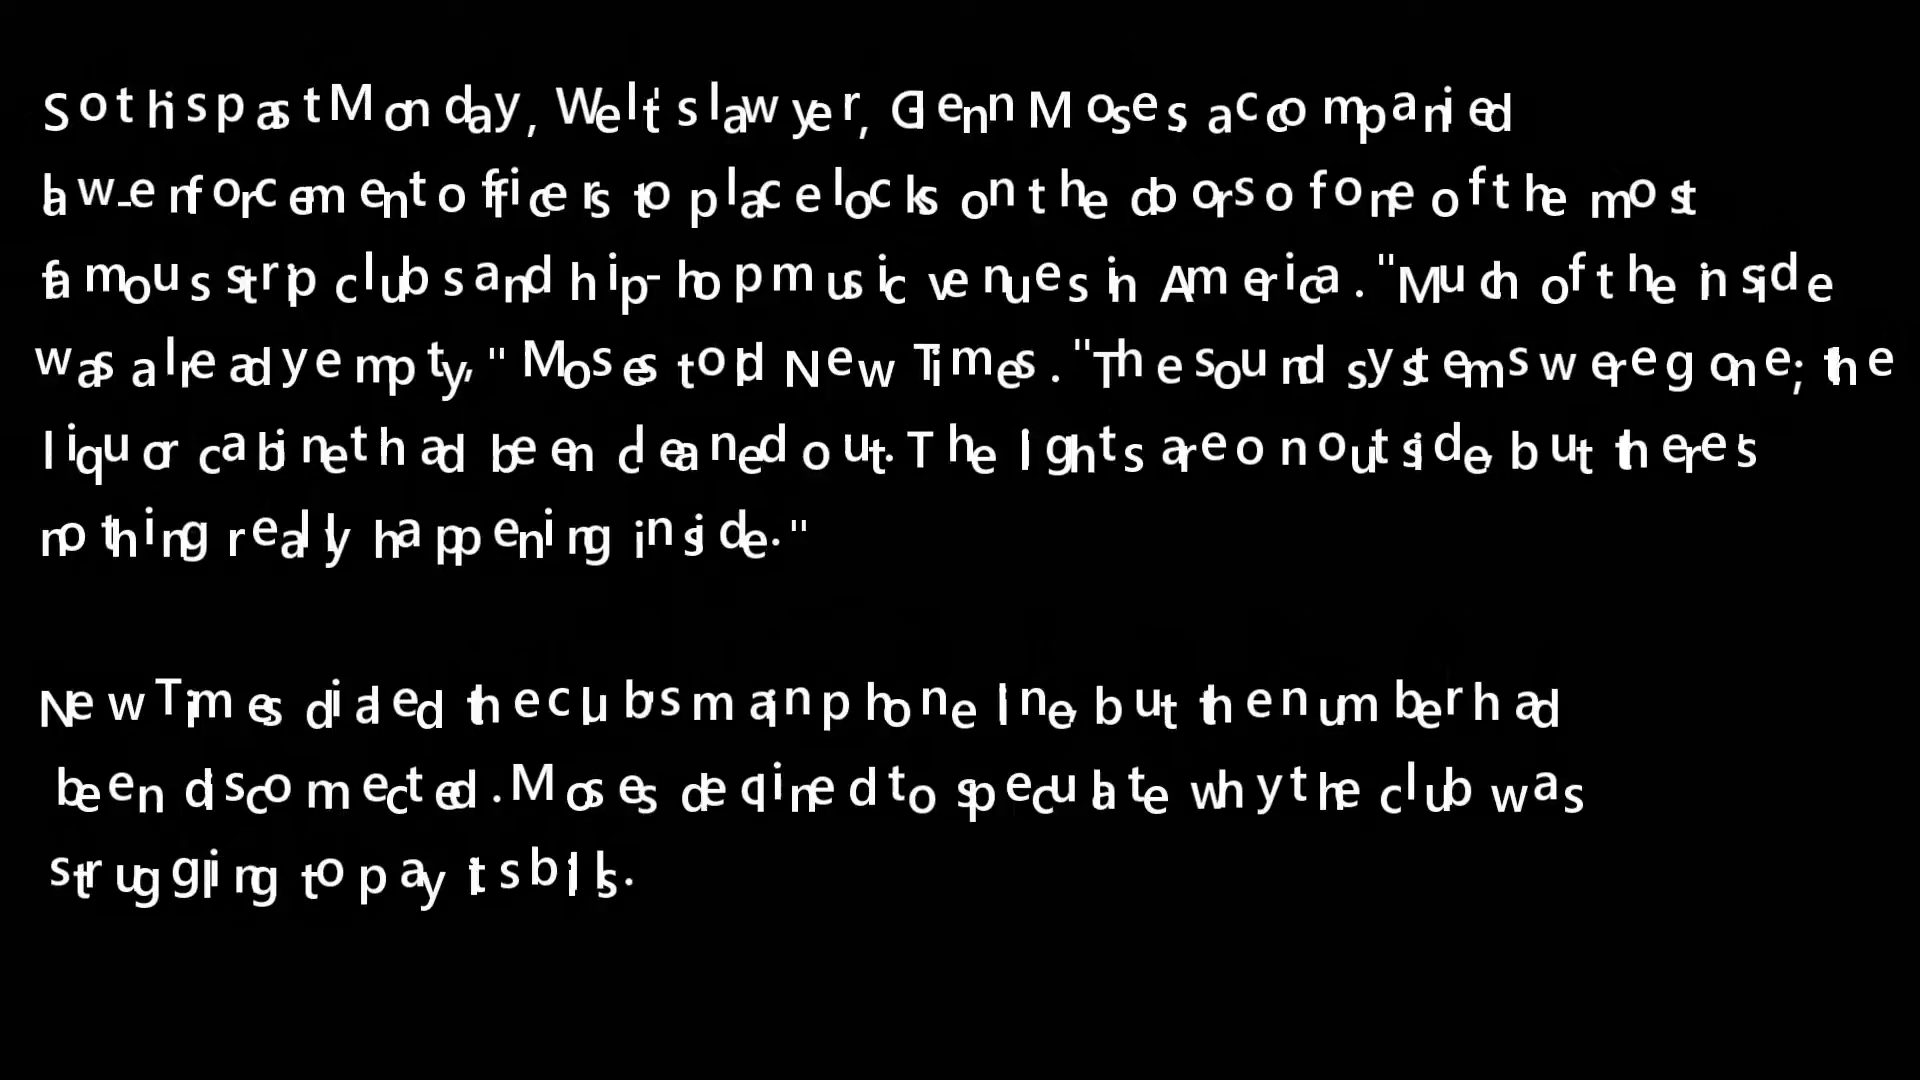 So this past Monday, Welt's lawyer, Glenn Moses, accompanied
law-enforcement officers to place locks on the doors of one of the most
famous strip clubs and hip-hop music venues in America. "Much of the inside
was already empty," Moses told New Times. "The sound systems were gone; the
liquor cabinet had been cleaned out. The lights are on outside, but there's
nothing really happening inside."
New Times dialed the club's main phone line, but the number had
been disconnected. Moses declined to speculate why the club was
struggling to pay its bills.